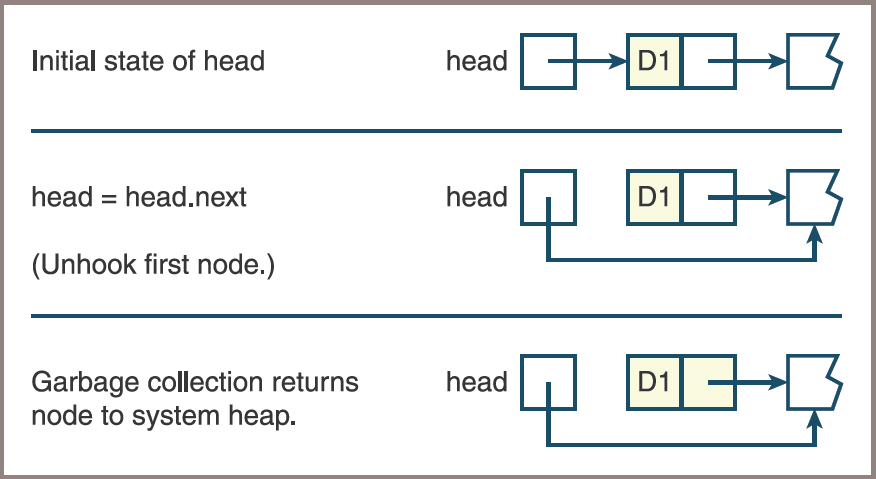 Initial state of head
head
D1
head = head.next
(Unhook first node.)
head
D1
Garbage collection returns
node to system heap.
head
D1